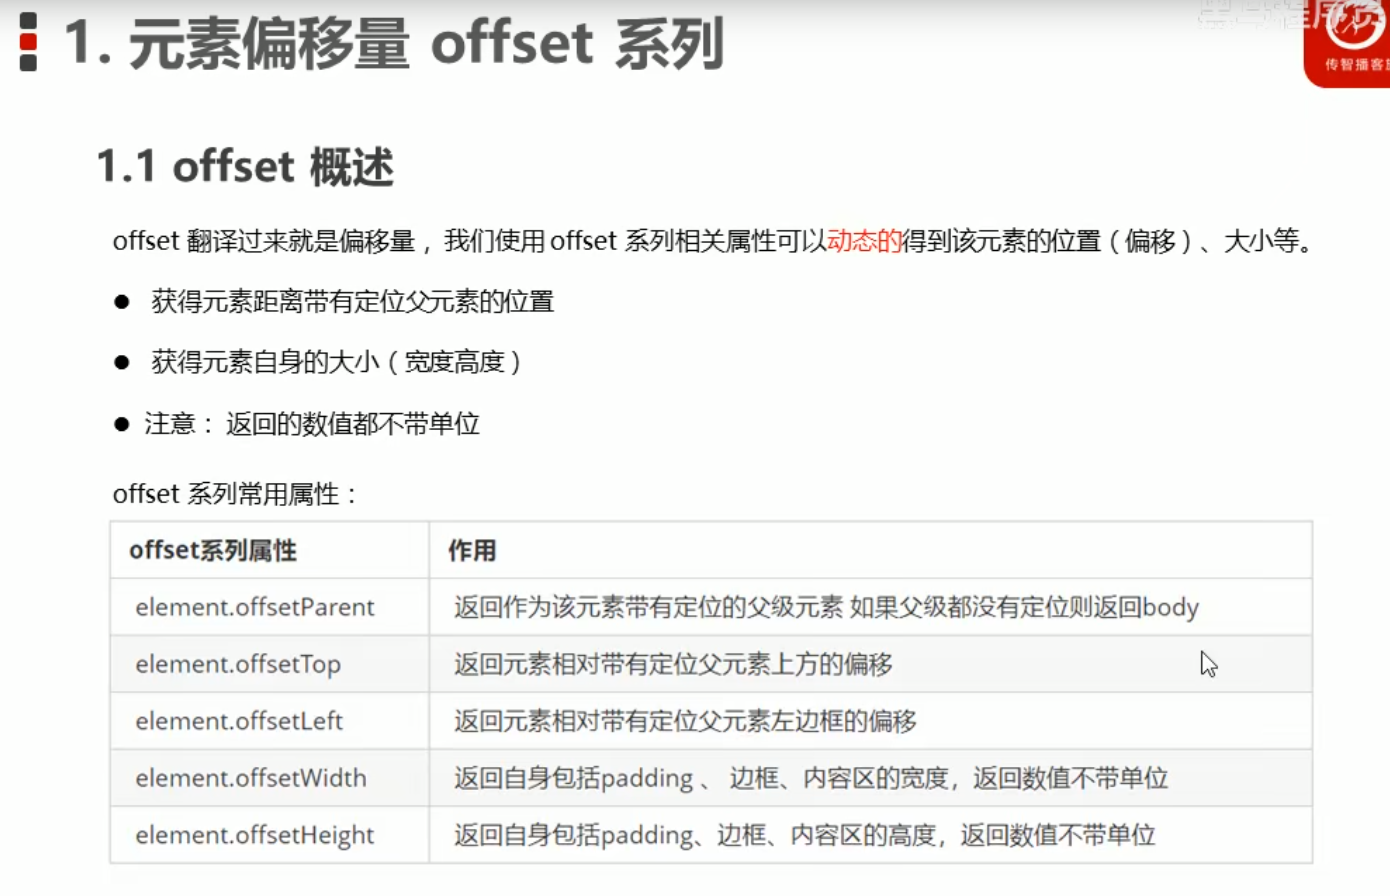 1. 元素偏移量 offset 系列
传智播客
1.1 offset 概述
offset 翻译过来就是偏移量， 我们使用 offset 系列相关属性可以动态的得到该元素的位置（偏移）、大小等。
● 获得元素距离带有定位父元素的位置
● 获得元素自身的大小（宽度高度）
● 注意： 返回的数值都不带单位
offset 系列常用属性：
offset系列属性 作用
element.offsetParent 返回作为该元素带有定位的父级元素 如果父级都没有定位则返回body
element.offsetTop 返回元素相对带有定位父元素上方的偏移
element.offsetLeft 返回元素相对带有定位父元素左边框的偏移
element.offsetWidth 返回自身包括padding 、 边框、内容区的宽度，返回数值不带单位
element.offsetHeight 返回自身包括padding、边框、内容区的高度，返回数值不带单位